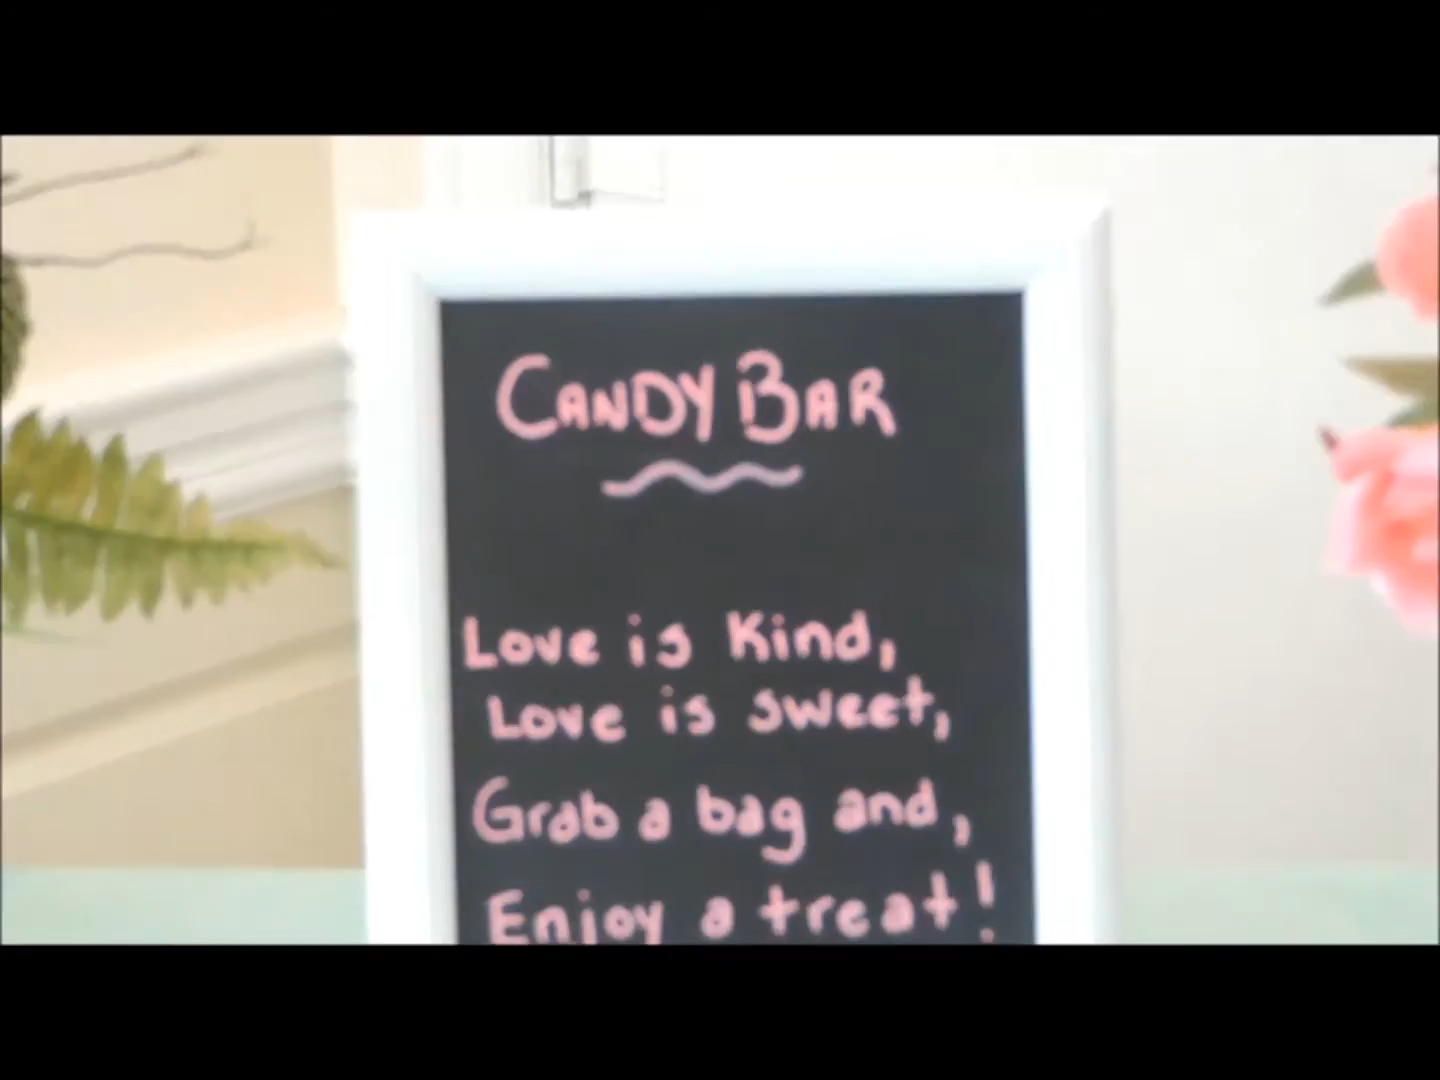 CANDY BAR
Love is Kind,
Love is sweet,
Grab a bag and,
Enjoy a treat!